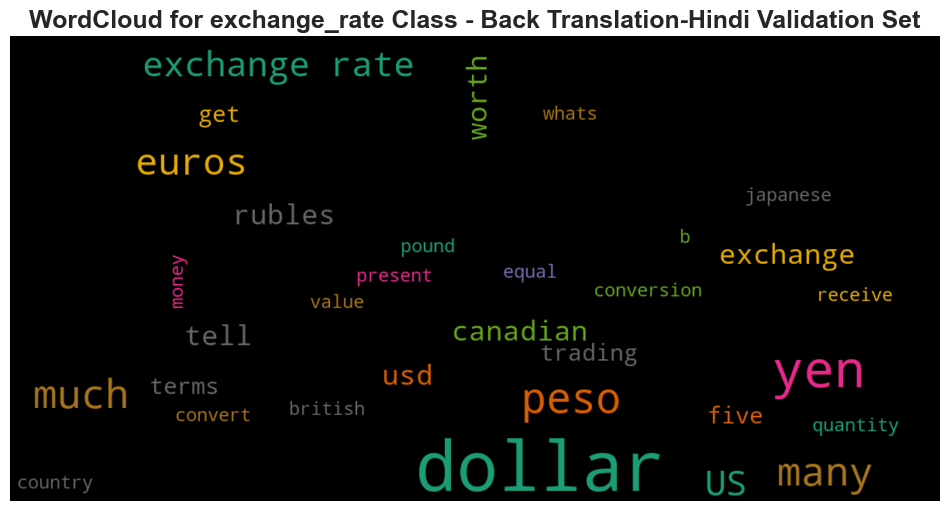 WordCloud for exchange_rate Class - Back Translation-Hindi Validation Set
exchange rate
worth
get
whats
euros
japanese
rubles
b
pound
exchange
money
present
equal
conversion
receive
value
tell
canadian
trading
yen
usd
much
terms
peso
convert
british
five
quantity
dollar
US
many
country